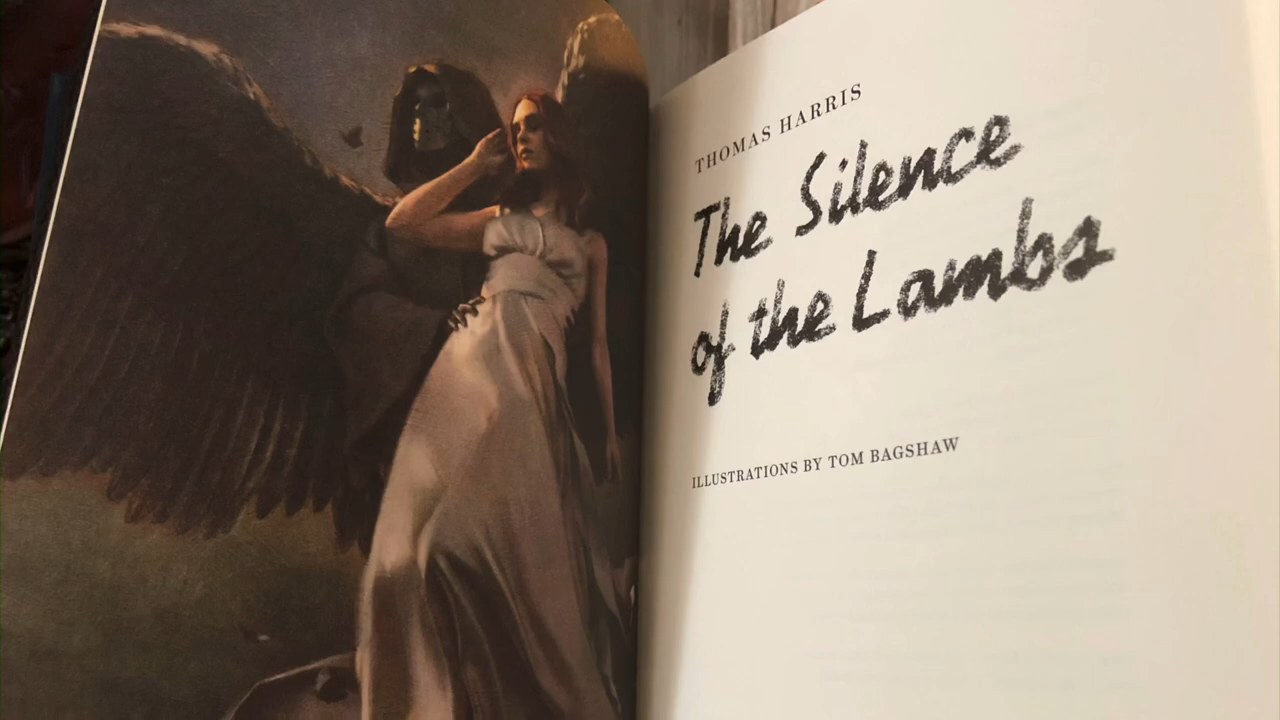 THOMAS HARRIS
The Silence
of the Lambs
ILLUSTRATIONS BY TOM BAGSHAW